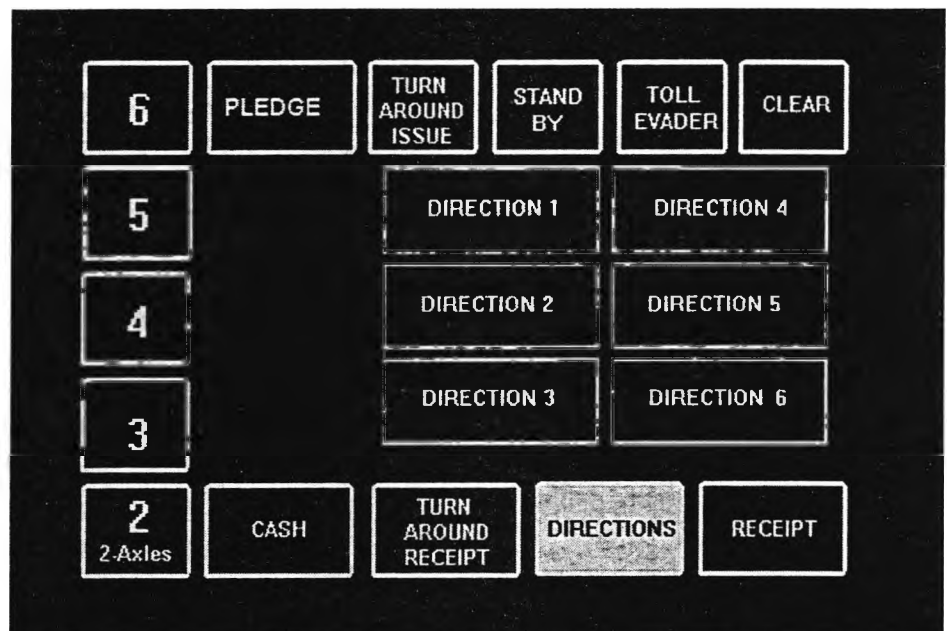 6
PLEDGE
TURN
AROUND
ISSUE
STAND
BY
TOLL
EVADER
CLEAR
5
DIRECTION 1
DIRECTION 4
4
DIRECTION 2
DIRECTION 5
3
DIRECTION 3
DIRECTION 6
2
2-Axles
CASH
TURN
AROUND
RECEIPT
DIRECTIONS
RECEIPT